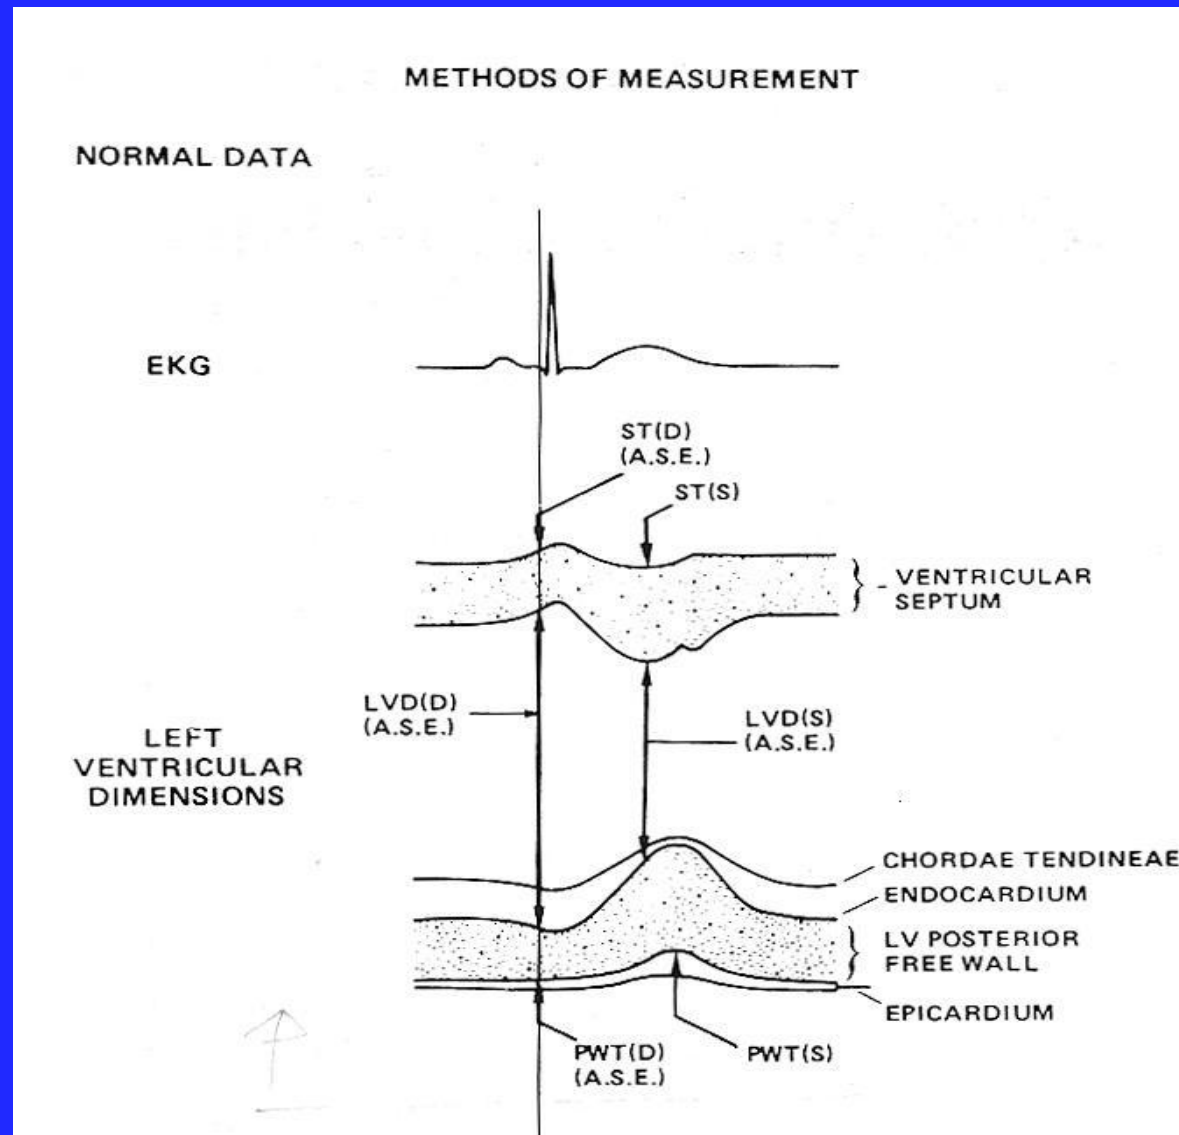 METHODS OF MEASUREMENT
NORMAL DATA
EKG
ST(D)
(A.S.E.)
ST(S)
- VENTRICULAR
SEPTUM
LVD(D)
(A.S.E.)
LVD(S)
(A.S.E.)
LEFT
VENTRICULAR
DIMENSIONS
CHORDAE TENDINEAE
ENDOCARDIUM
LV POSTERIOR
FREE WALL
EPICARDIUM
PWT(D)
(A.S.E.)
PWT(S)